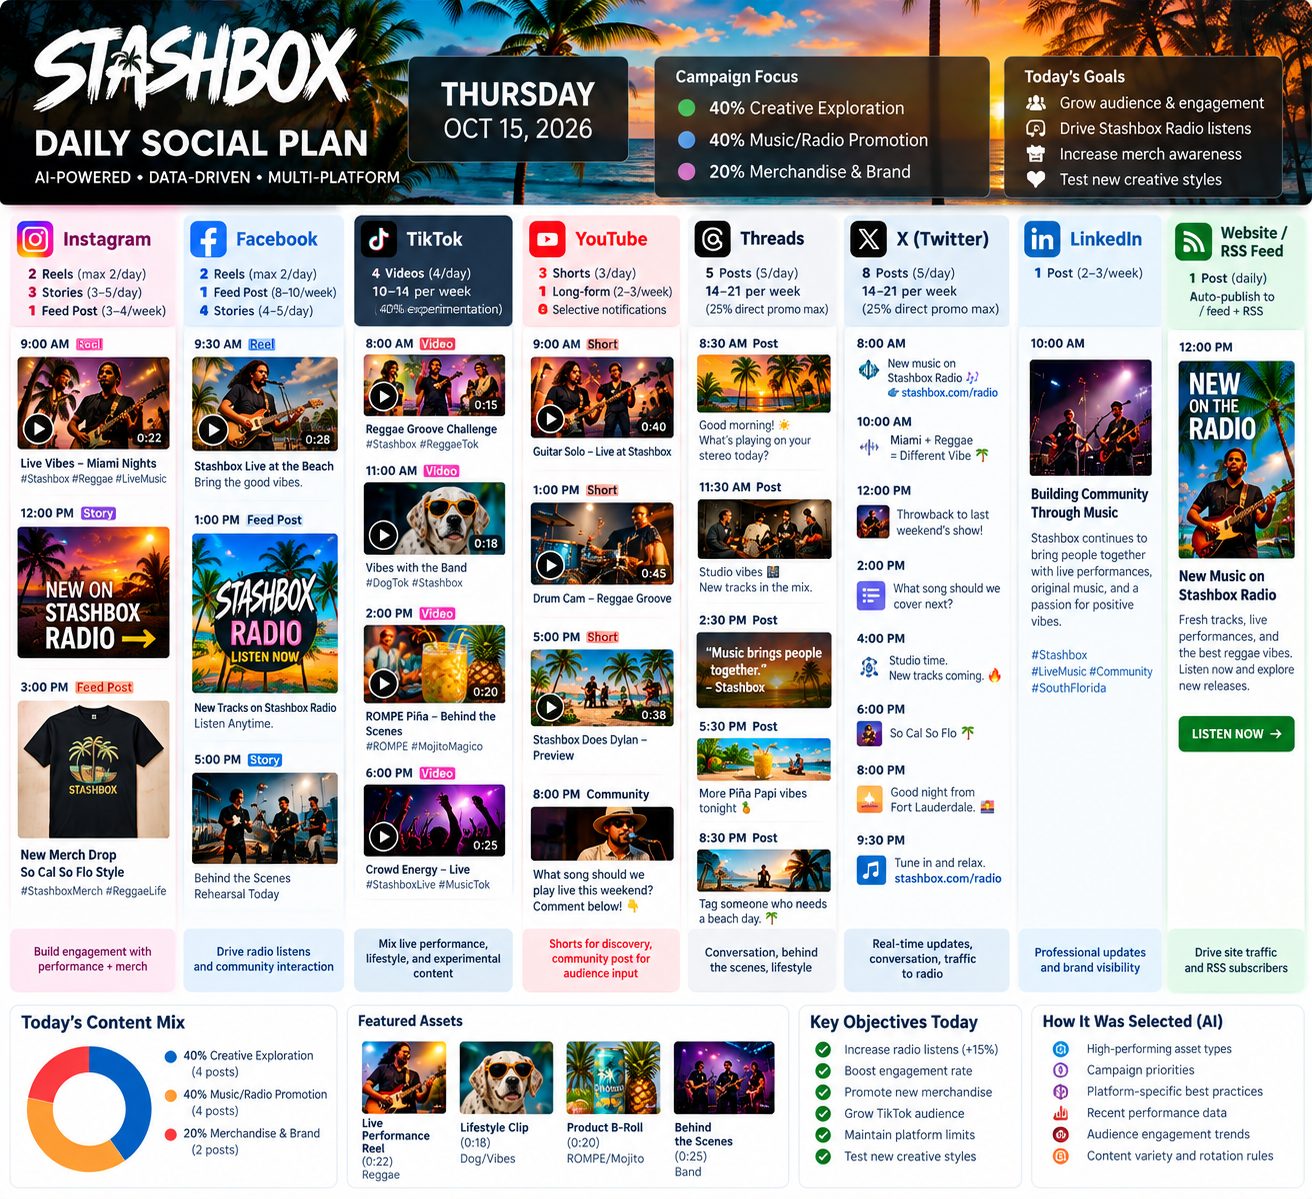 STASHBOX
DAILY SOCIAL PLAN
AI-POWERED • DATA-DRIVEN • MULTI-PLATFORM
THURSDAY
OCT 15, 2026
Campaign Focus
40% Creative Exploration
40% Music/Radio Promotion
20% Merchandise & Brand
Today's Goals
Grow audience & engagement
Drive Stashbox Radio listens
Increase merch awareness
Test new creative styles
Instagram
2 Reels (max 2/day)
3 Stories (3–5/day)
1 Feed Post (3–4/week)
9:00 AM Reel
0:22
Live Vibes – Miami Nights
#Stashbox #Reggae #LiveMusic
12:00 PM Story
NEW ON
STASHBOX
RADIO →
3:00 PM Feed Post
STASHBOX
New Merch Drop
So Cal So Flo Style
#StashboxMerch #ReggaeLife
Build engagement with
performance + merch
Facebook
2 Reels (max 2/day)
1 Feed Post (8–10/week)
4 Stories (4–5/day)
9:30 AM Reel
0:28
Stashbox Live at the Beach
Bring the good vibes.
1:00 PM Feed Post
STASHBOX
RADIO
LISTEN NOW
New Tracks on Stashbox Radio
Listen Anytime.
5:00 PM Story
Behind the Scenes
Rehearsal Today
Drive radio listens
and community interaction
TikTok
4 Videos (4/day)
10–14 per week
(40% experimentation)
8:00 AM Video
0:15
Reggae Groove Challenge
#Stashbox #ReggaeTok
11:00 AM Video
0:18
Vibes with the Band
#DogTok #Stashbox
2:00 PM Video
0:20
ROMPE Piña – Behind the
Scenes
#ROMPE #MojitoMagico
6:00 PM Video
0:25
Crowd Energy – Live
#StashboxLive #MusicTok
Mix live performance,
lifestyle, and experimental
content
YouTube
3 Shorts (3/day)
1 Long-form (2–3/week)
Selective notifications
9:00 AM Short
0:40
Guitar Solo – Live at Stashbox
1:00 PM Short
0:45
Drum Cam – Reggae Groove
5:00 PM Short
0:38
Stashbox Does Dylan –
Preview
8:00 PM Community
What song should we
play live this weekend?
Comment below! 👇
Shorts for discovery,
community post for
audience input
Threads
5 Posts (5/day)
14–21 per week
(25% direct promo max)
8:30 AM Post
Good morning! ☀️
What's playing on your
stereo today?
11:30 AM Post
Studio vibes
New tracks in the mix.
2:30 PM Post
“Music brings people
together.”
– Stashbox
5:30 PM Post
More Piña Papi vibes
tonight 🍍
8:30 PM Post
Tag someone who needs
a beach day. 🌴
Conversation, behind
the scenes, lifestyle
X (Twitter)
8 Posts (5/day)
14–21 per week
(25% direct promo max)
8:00 AM
New music on
Stashbox Radio 🎶
stashbox.com/radio
10:00 AM
Miami + Reggae
= Different Vibe 🌴
12:00 PM
Throwback to last
weekend's show!
2:00 PM
What song should we
cover next?
4:00 PM
Studio time.
New tracks coming. 🔥
6:00 PM
So Cal So Flo 🌴
8:00 PM
Good night from
Fort Lauderdale. 🌅
9:30 PM
Tune in and relax.
stashbox.com/radio
Real-time updates,
conversation, traffic
to radio
LinkedIn
1 Post (2–3/week)
10:00 AM
Building Community
Through Music
Stashbox continues to
bring people together
with live performances,
original music, and a
passion for positive
vibes.
#Stashbox
#LiveMusic #Community
#SouthFlorida
Professional updates
and brand visibility
Website /
RSS Feed
1 Post (daily)
Auto-publish to
/ feed + RSS
12:00 PM
NEW
ON THE
RADIO
New Music on
Stashbox Radio
Fresh tracks, live
performances, and
the best reggae vibes.
Listen now and explore
new releases.
LISTEN NOW →
Drive site traffic
and RSS subscribers
Today's Content Mix
40% Creative Exploration
(4 posts)
40% Music/Radio Promotion
(4 posts)
20% Merchandise & Brand
(2 posts)
Featured Assets
Live
Performance
Reel
(0:22)
Reggae
Lifestyle Clip
(0:18)
Dog/Vibes
Product B-Roll
(0:20)
ROMPE/Mojito
Behind
the Scenes
(0:25)
Band
Key Objectives Today
Increase radio listens (+15%)
Boost engagement rate
Promote new merchandise
Grow TikTok audience
Maintain platform limits
Test new creative styles
How It Was Selected (AI)
High-performing asset types
Campaign priorities
Platform-specific best practices
Recent performance data
Audience engagement trends
Content variety and rotation rules